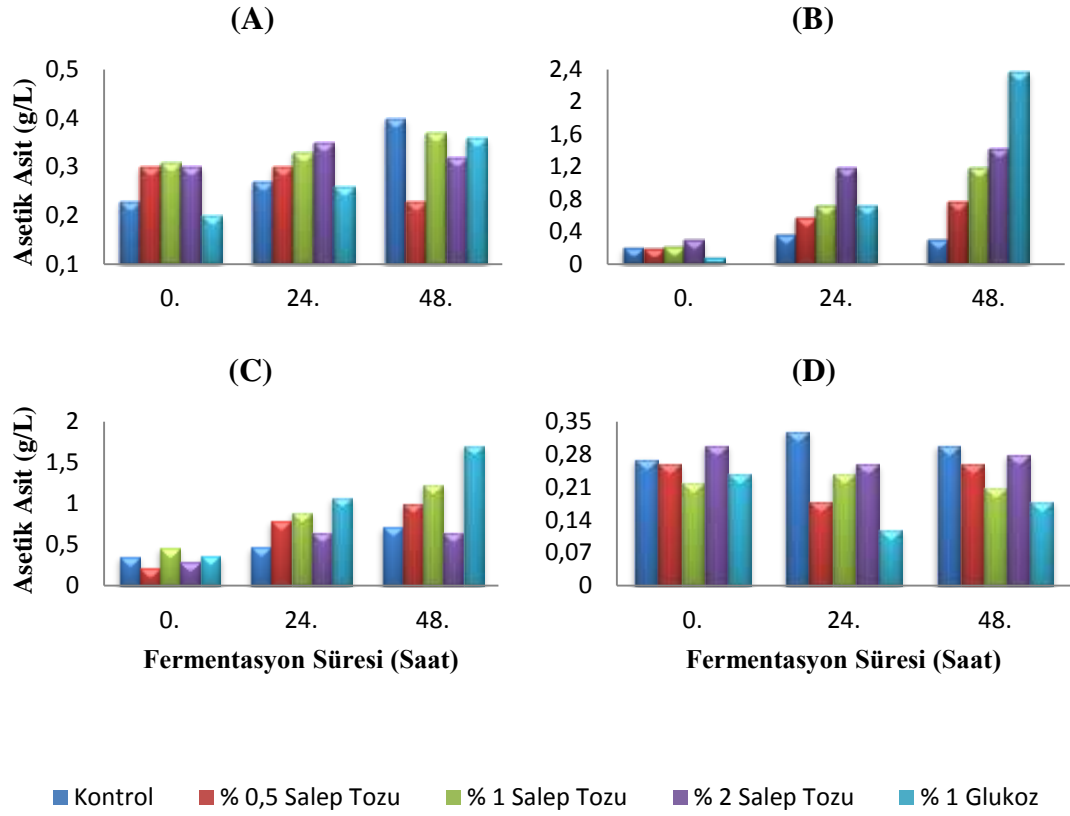 (A)
Asetik Asit (g/L)
0,5
0,4
0,3
0,2
0,1
0. 24. 48.
(B)
2,4
2
1,6
1,2
0,8
0,4
0
0. 24. 48.
(C)
Asetik Asit (g/L)
2
1,5
1
0,5
0
0. 24. 48.
Fermentasyon Süresi (Saat)
(D)
0,35
0,28
0,21
0,14
0,07
0
0. 24. 48.
Fermentasyon Süresi (Saat)
Kontrol % 0,5 Salep Tozu % 1 Salep Tozu % 2 Salep Tozu % 1 Glukoz